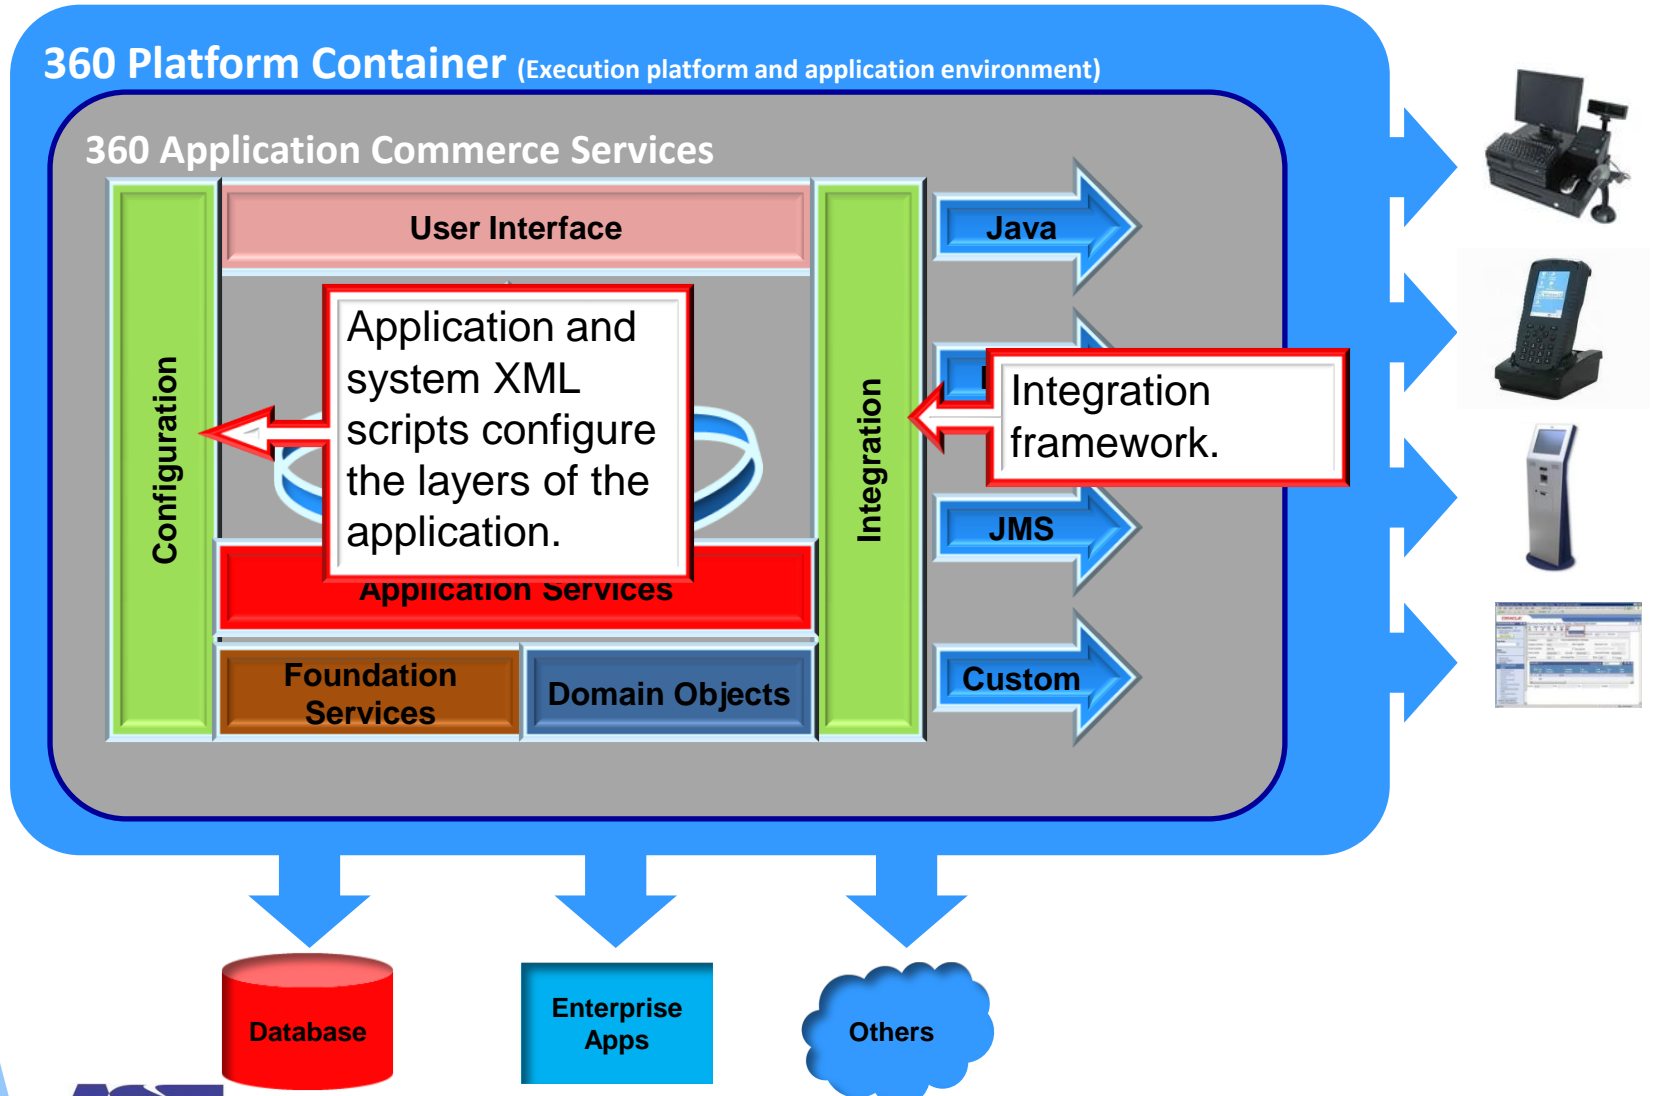 360 Platform Container (Execution platform and application environment)
360 Application Commerce Services
User Interface
Java
Configuration
Application and
system XML
scripts configure
the layers of the
application.
Integration
Integration
framework.
JMS
Application Services
Foundation
Services
Domain Objects
Custom
Database
Enterprise
Apps
Others
ORACLE